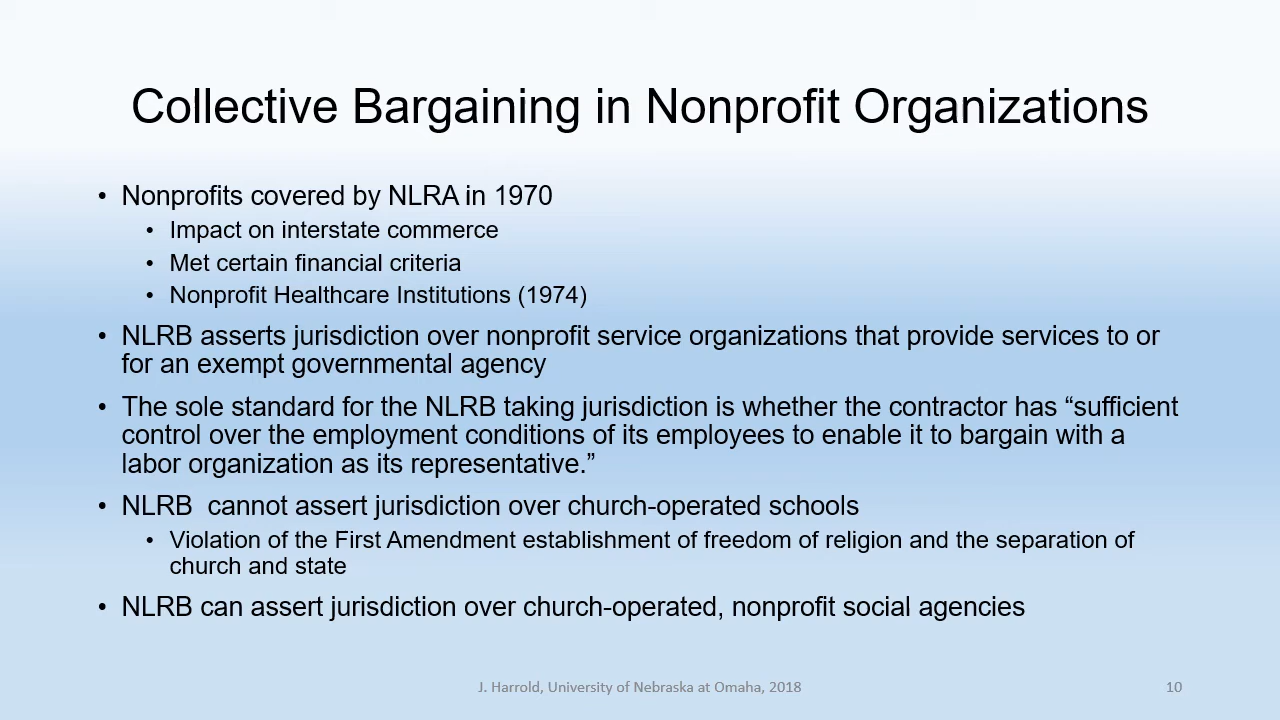 Collective Bargaining in Nonprofit Organizations
• Nonprofits covered by NLRA in 1970
• Impact on interstate commerce
• Met certain financial criteria
• Nonprofit Healthcare Institutions (1974)
• NLRB asserts jurisdiction over nonprofit service organizations that provide services to or
for an exempt governmental agency
• The sole standard for the NLRB taking jurisdiction is whether the contractor has “sufficient
control over the employment conditions of its employees to enable it to bargain with a
labor organization as its representative.”
• NLRB  cannot assert jurisdiction over church-operated schools
• Violation of the First Amendment establishment of freedom of religion and the separation of
church and state
• NLRB can assert jurisdiction over church-operated, nonprofit social agencies
J. Harrold, University of Nebraska at Omaha, 2018
10